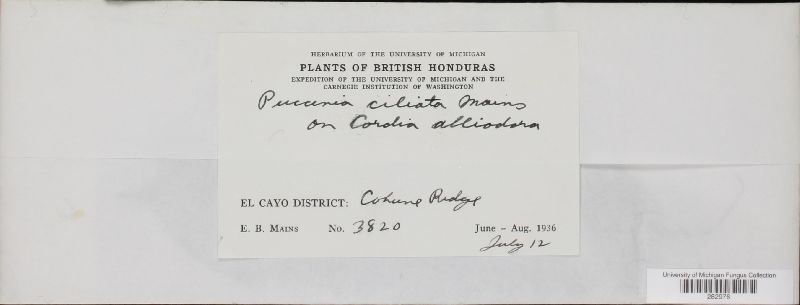 HERBARIUM OF THE UNIVERSITY OF MICHIGAN
PLANTS OF BRITISH HONDURAS
EXPEDITION OF THE UNIVERSITY OF MICHIGAN AND THE
CARNEGIE INSTITUTION OF WASHINGTON
Puccinia ciliata Mains
on Cordia alliodora
EL CAYO DISTRICT: Cohune Ridge
E. B. MAINS No. 3820 June – Aug. 1936
July 12
University of Michigan Fungus Collection
262976